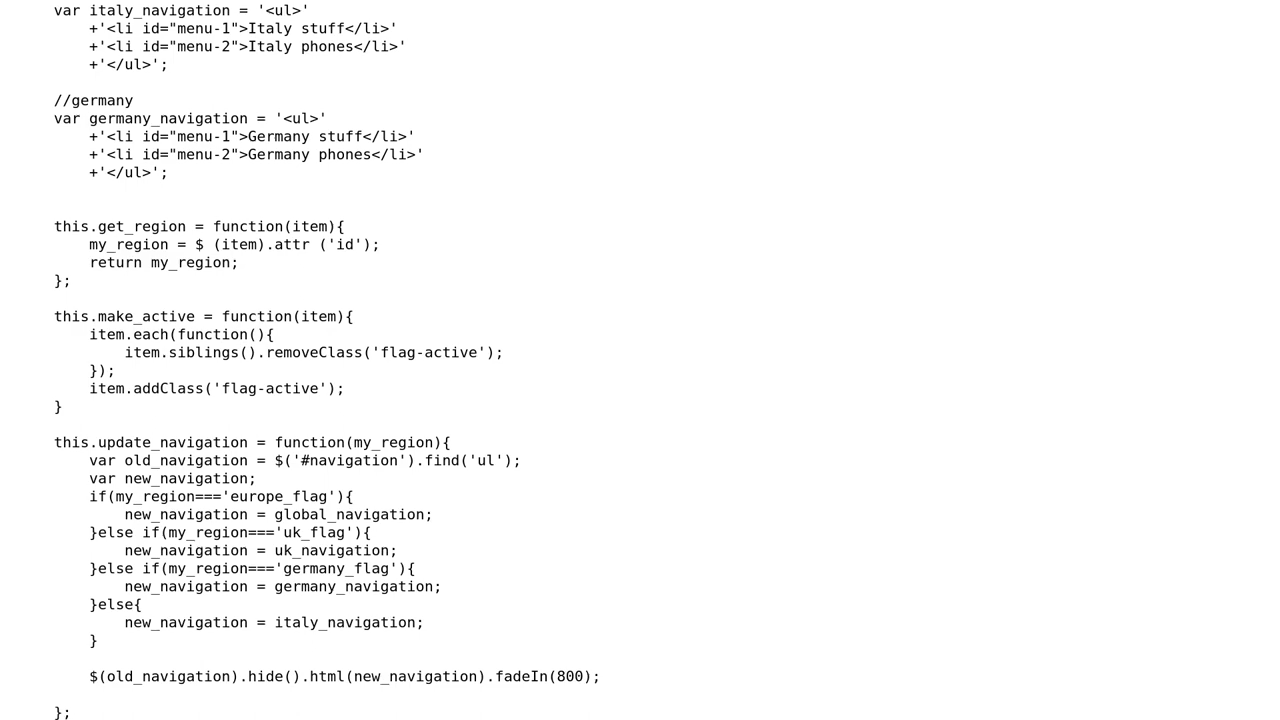 var italy_navigation = '<ul>'
    +'<li id="menu-1">Italy stuff</li>'
    +'<li id="menu-2">Italy phones</li>'
    +'</ul>';

//germany
var germany_navigation = '<ul>'
    +'<li id="menu-1">Germany stuff</li>'
    +'<li id="menu-2">Germany phones</li>'
    +'</ul>';


this.get_region = function(item){
    my_region = $ (item).attr ('id');
    return my_region;
};

this.make_active = function(item){
    item.each(function(){
        item.siblings().removeClass('flag-active');
    });
    item.addClass('flag-active');
}

this.update_navigation = function(my_region){
    var old_navigation = $('#navigation').find('ul');
    var new_navigation;
    if(my_region==='europe_flag'){
        new_navigation = global_navigation;
    }else if(my_region==='uk_flag'){
        new_navigation = uk_navigation;
    }else if(my_region==='germany_flag'){
        new_navigation = germany_navigation;
    }else{
        new_navigation = italy_navigation;
    }

    $(old_navigation).hide().html(new_navigation).fadeIn(800);

};